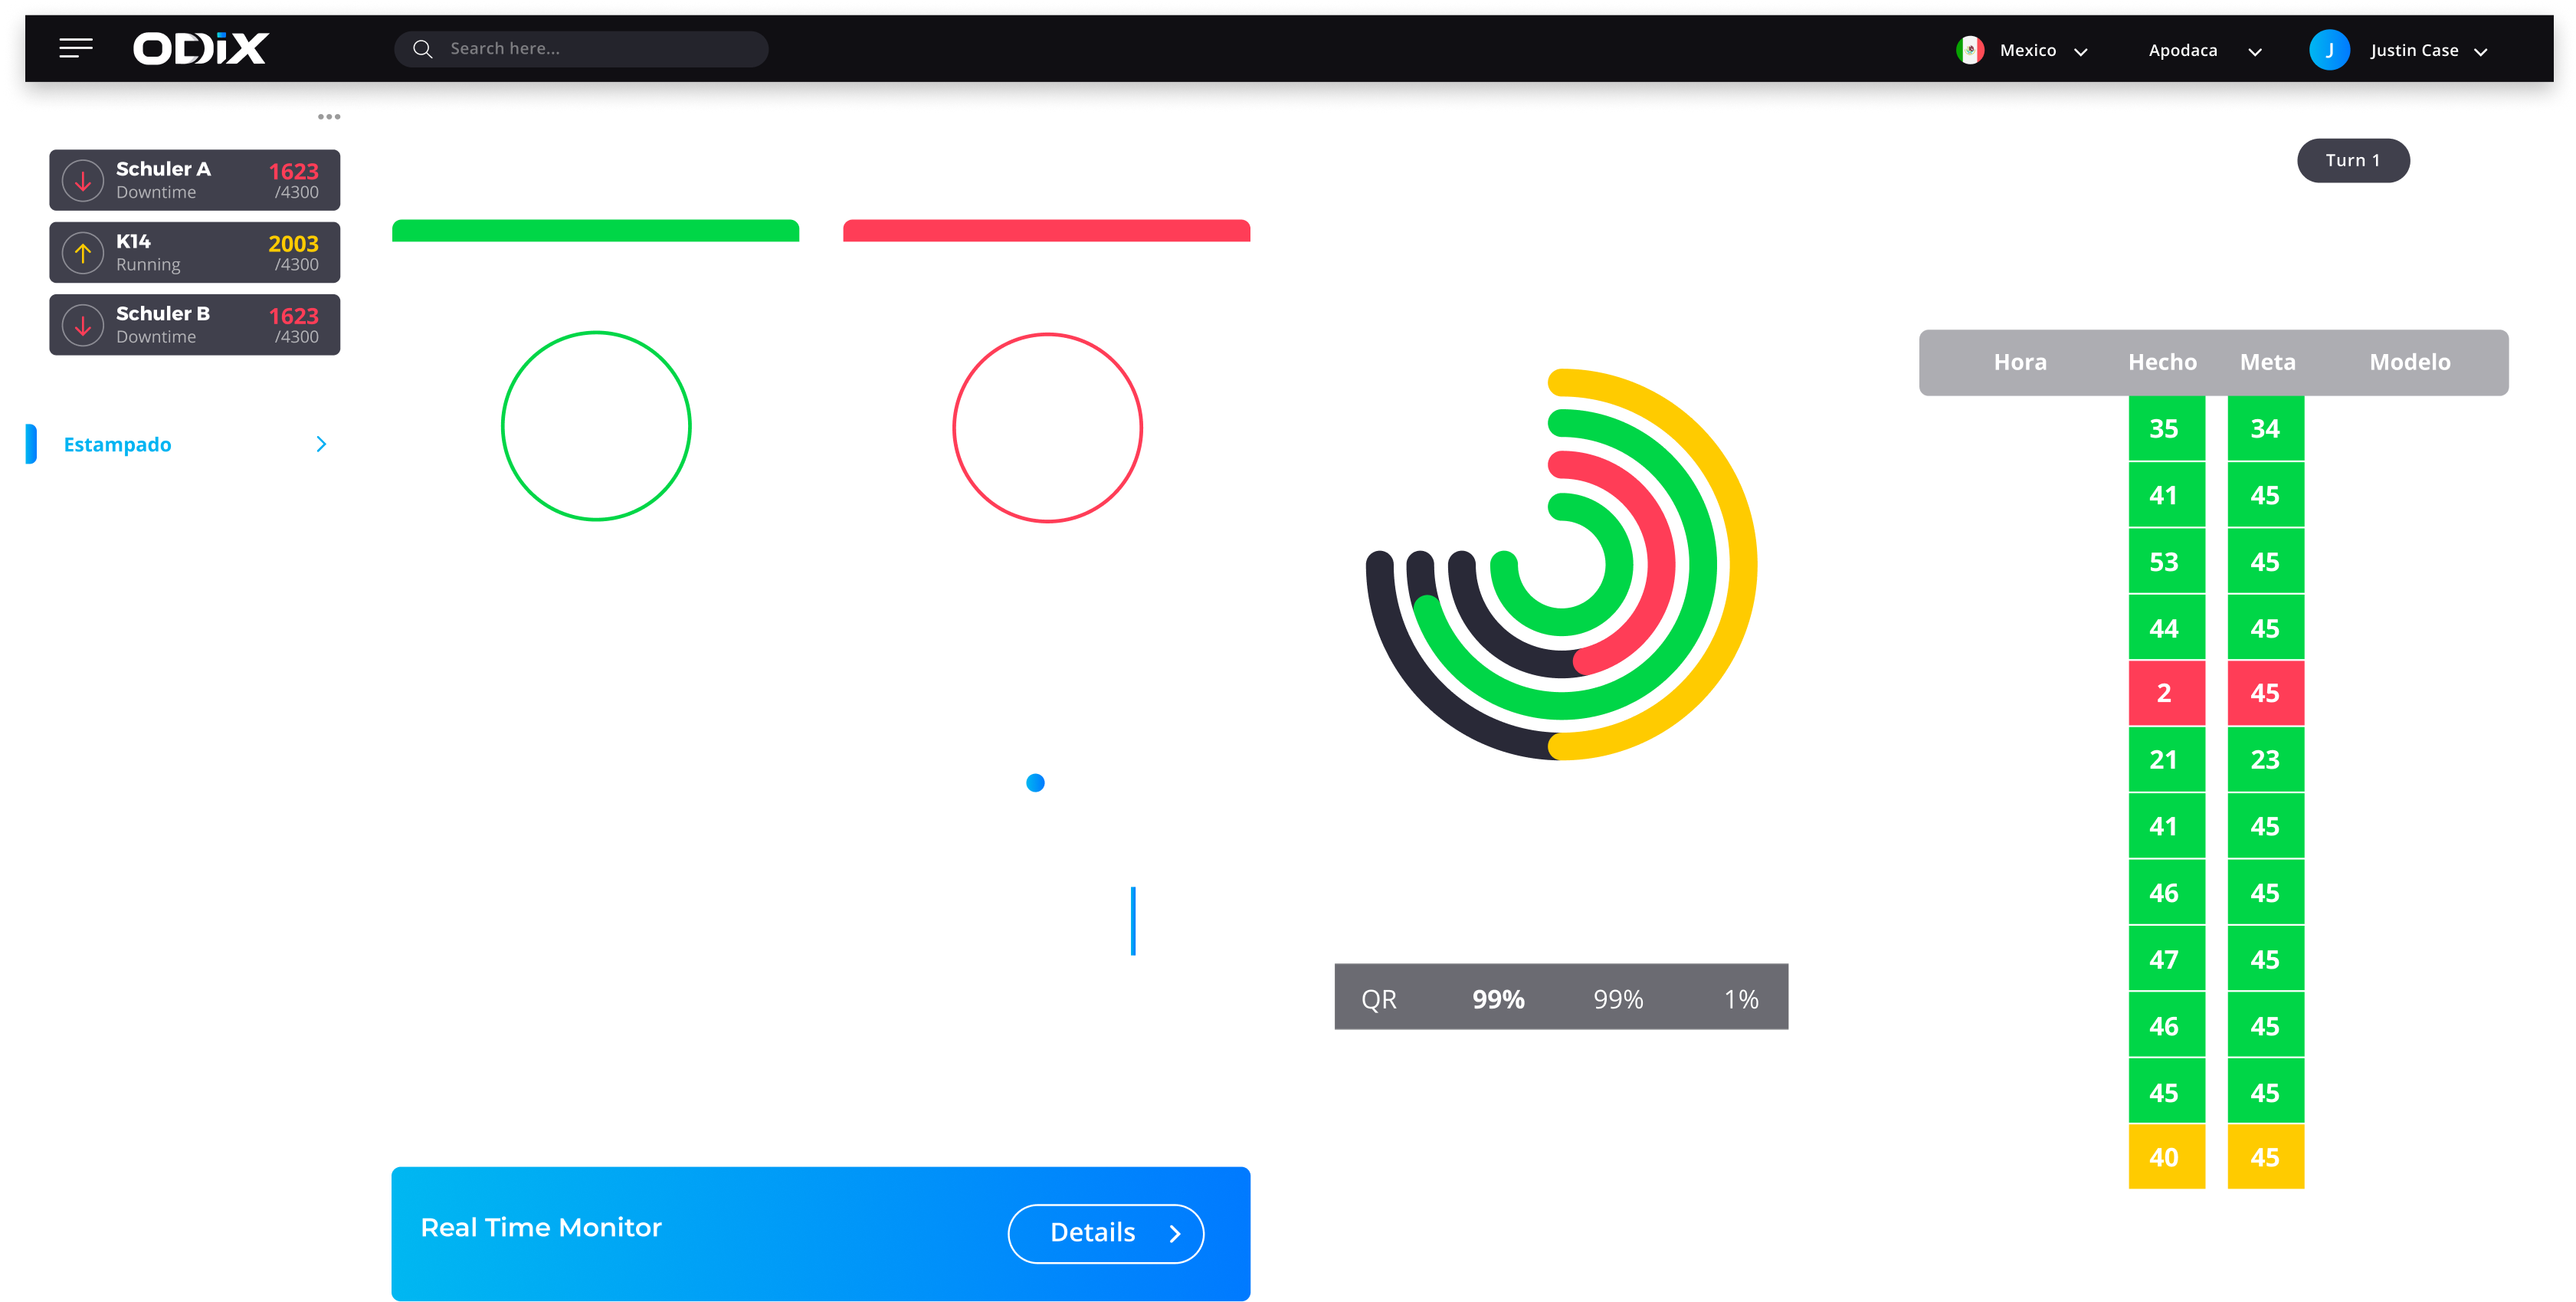 ODiX
Search here...
Mexico
Apodaca
J
Justin Case
Turn 1
Schuler A
Downtime
1623
/4300
K14
Running
2003
/4300
Schuler B
Downtime
1623
/4300
Estampado
Hora Hecho Meta Modelo
35 34
41 45
53 45
44 45
2 45
21 23
41 45
46 45
47 45
46 45
45 45
40 45
QR 99% 99% 1%
Real Time Monitor
Details